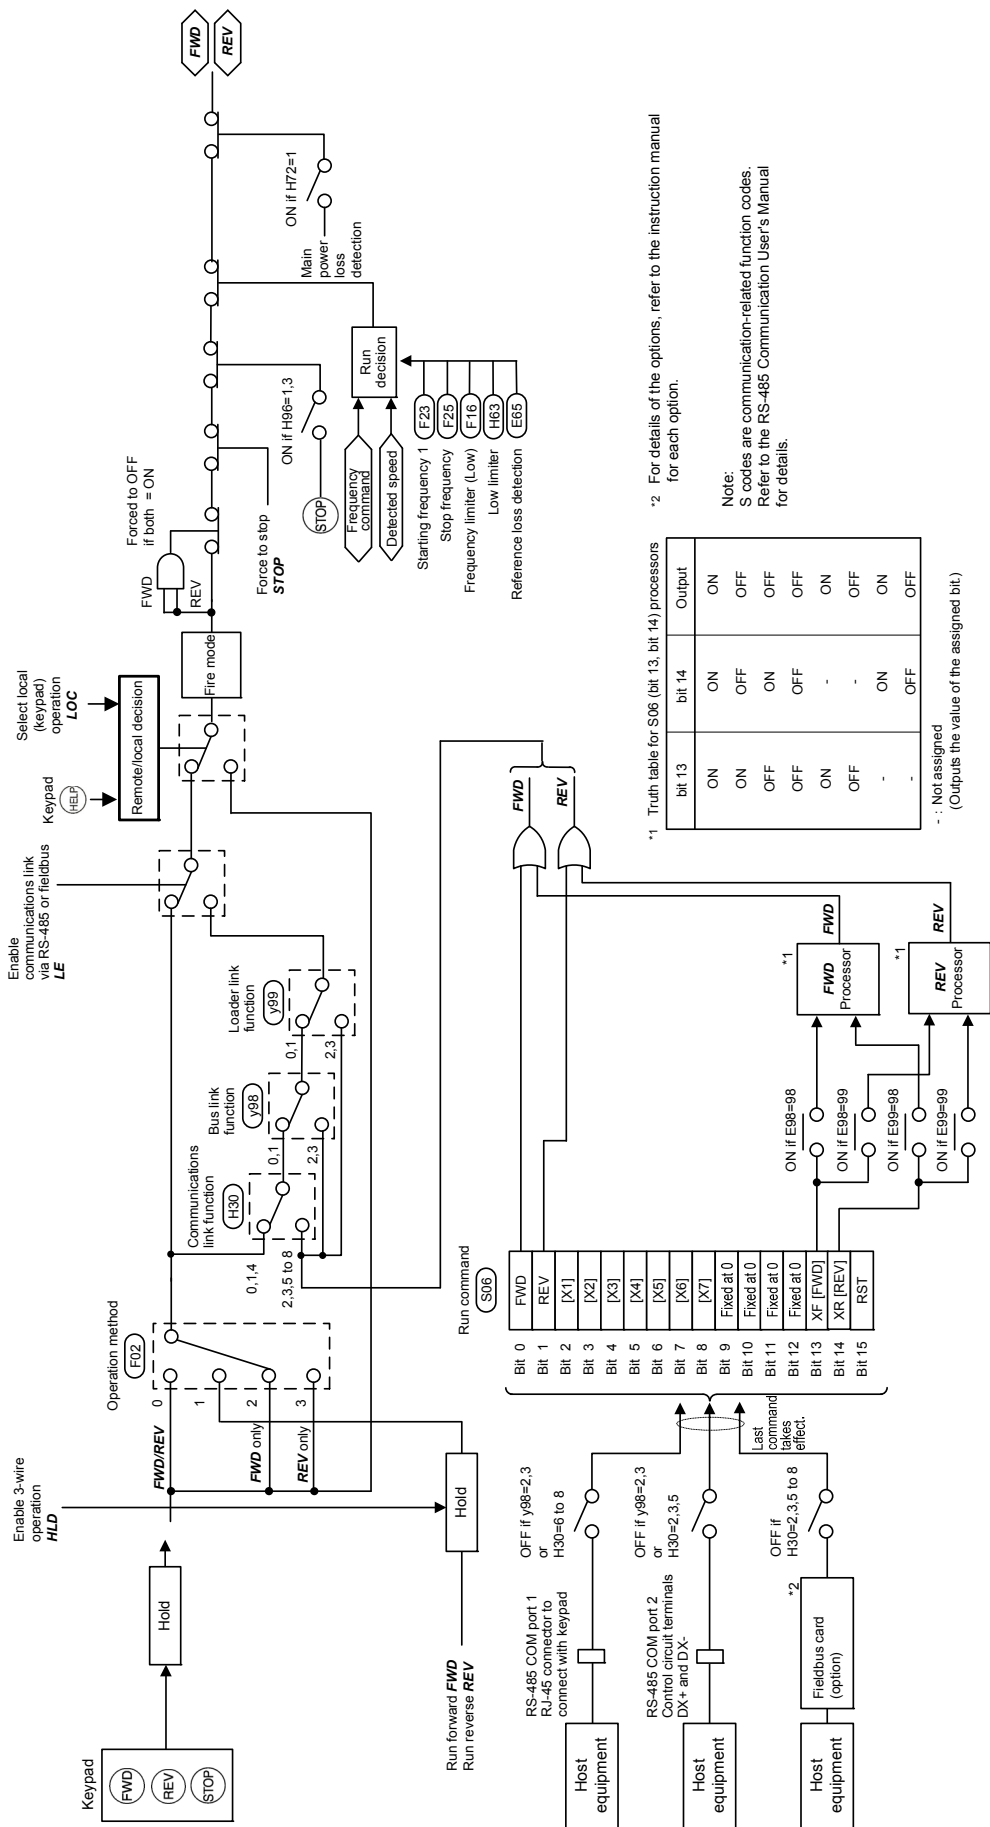 Keypad
FWD
REV
STOP
Hold
Enable 3-wire
operation
HLD
Run forward FWD
Run reverse REV
Hold
Operation method
F02
0
1
2
3
FWD/REV
FWD only
REV only
Communications
link function
H30
0,1,4
2,3,5 to 8
Bus link
function
y98
0,1
2,3
Loader link
function
y99
0,1
2,3
Enable
communications link
via RS-485 or fieldbus
LE
Keypad
HELP
Select local
(keypad)
operation
LOC
Remote/local decision
Fire mode
FWD
REV
Forced to OFF
if both = ON
Force to stop
STOP
STOP
ON if H96=1,3
Frequency
command
Detected speed
Run
decision
Starting frequency 1
F23
Stop frequency
F25
Frequency limiter (Low)
F16
Low limiter
H63
Reference loss detection
E65
Main
power
loss
detection
ON if H72=1
FWD
REV
Host
equipment
RS-485 COM port 1
RJ-45 connector to
connect with keypad
OFF if y98=2,3
or
H30=6 to 8
Host
equipment
RS-485 COM port 2
Control circuit terminals
DX+ and DX-
OFF if y98=2,3
or
H30=2,3,5
Host
equipment
Fieldbus card
(option)
*2
OFF if
H30=2,3,5 to 8
Last
command
takes
effect.
Run command
S06
Bit 0 FWD
Bit 1 REV
Bit 2 [X1]
Bit 3 [X2]
Bit 4 [X3]
Bit 5 [X4]
Bit 6 [X5]
Bit 7 [X6]
Bit 8 [X7]
Bit 9 Fixed at 0
Bit 10 Fixed at 0
Bit 11 Fixed at 0
Bit 12 Fixed at 0
Bit 13 XF [FWD]
Bit 14 XR [REV]
Bit 15 RST
ON if E98=98
ON if E98=99
ON if E99=98
ON if E99=99
*1
FWD
Processor
FWD
*1
REV
Processor
REV
FWD
REV
*1 Truth table for S06 (bit 13, bit 14) processors
bit 13 bit 14 Output
ON ON ON
ON OFF OFF
OFF ON OFF
OFF OFF OFF
ON - ON
OFF - OFF
- ON ON
- OFF OFF
- : Not assigned
(Outputs the value of the assigned bit.)
*2 For details of the options, refer to the instruction manual
for each option.
Note:
S codes are communication-related function codes.
Refer to the RS-485 Communication User's Manual
for details.